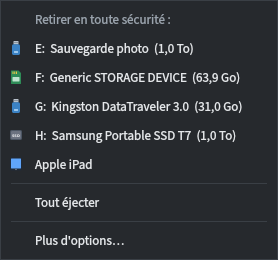 Retirer en toute sécurité :
E: Sauvegarde photo (1,0 To)
F: Generic STORAGE DEVICE (63,9 Go)
G: Kingston DataTraveler 3.0 (31,0 Go)
H: Samsung Portable SSD T7 (1,0 To)
Apple iPad
Tout éjecter
Plus d'options…